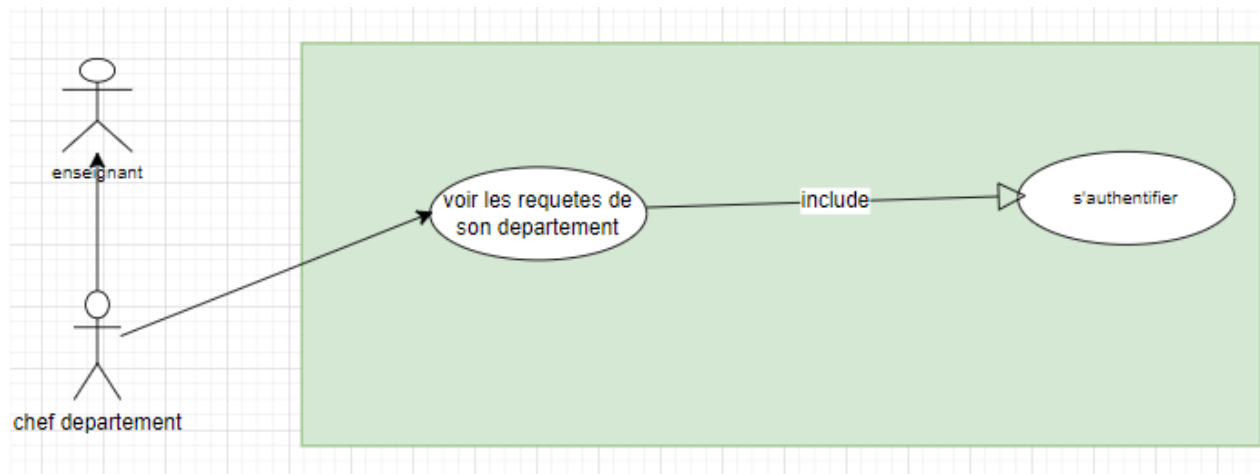 enseignant
voir les requetes de
son departement
include
s'authentifier
chef departement